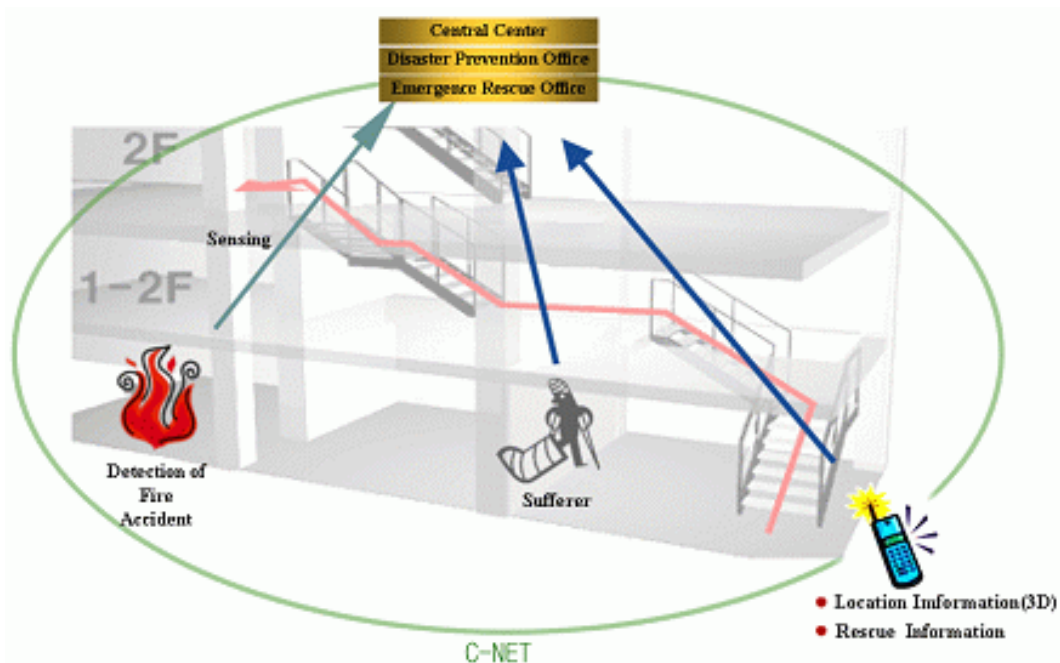 Central Center
Disaster Prevention Office
Emergence Rescue Office
2F
Sensing
1-2F
Detection of
Fire
Accident
Sufferer
• Location Imformation(3D)
• Rescue Information
C-NET